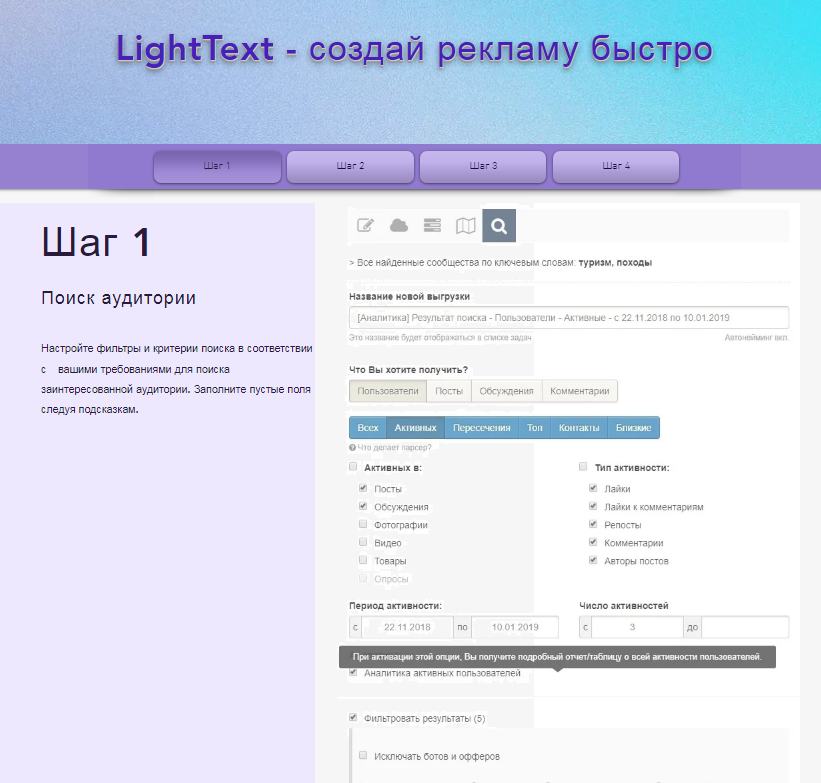 LightText - создай рекламу быстро
Шаг 1
Шаг 2
Шаг 3
Шаг 4
Шаг 1
Поиск аудитории
Настройте фильтры и критерии поиска в соответствии
с вашими требованиями для поиска
заинтересованной аудитории. Заполните пустые поля
следуя подсказкам.
> Все найденные сообщества по ключевым словам: туризм, походы
Название новой выгрузки
[Аналитика] Результат поиска - Пользователи - Активные - с 22.11.2018 по 10.01.2019
Это название будет отображаться в списке задач
Автонейминг вкл.
Что Вы хотите получить?
Пользователи Посты Обсуждения Комментарии
Всех Активных Пересечения Топ Контакты Близкие
Что делает парсер?
Активных в:
Посты
Обсуждения
Фотографии
Видео
Товары
Опросы
Тип активности:
Лайки
Лайки к комментариям
Репосты
Комментарии
Авторы постов
Период активности:
с 22.11.2018 по 10.01.2019
Число активностей
с 3 до
При активации этой опции, Вы получите подробный отчет/таблицу о всей активности пользователей.
Аналитика активных пользователей
Фильтровать результаты (5)
Исключать ботов и офферов